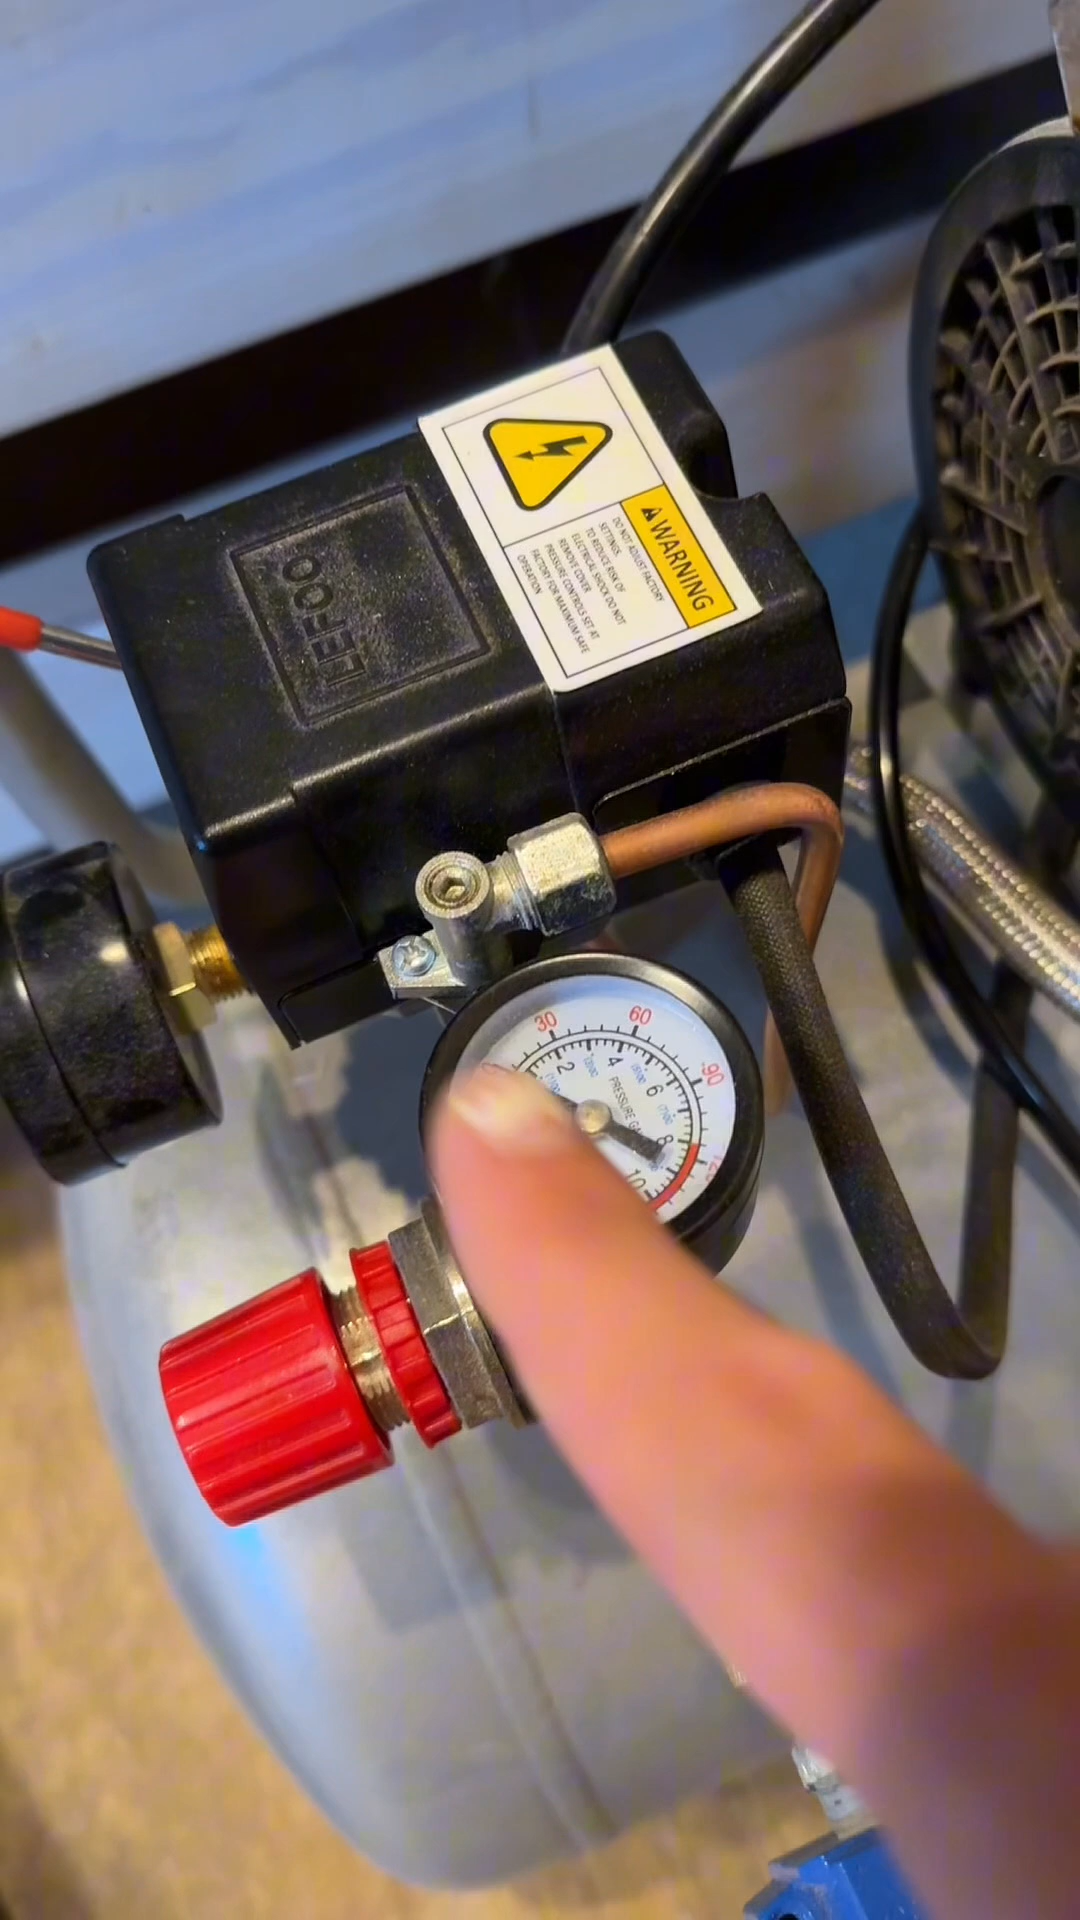 LEFOO
WARNING
DO NOT ADJUST FACTORY
SETTINGS.
TO REDUCE RISK OF
ELECTRICAL SHOCK DO NOT
REMOVE COVER
PRESSURE CONTROLS SET AT
FACTORY FOR MAXIMUM SAFE
OPERATION
30
60
90
2
4
6
8
10
PRESSURE